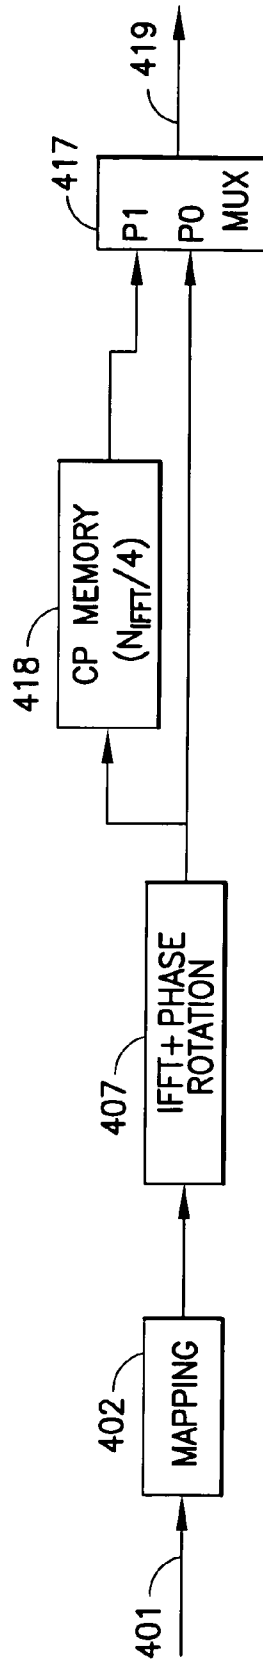 401
402
MAPPING
407
IFFT+PHASE
ROTATION
418
CP MEMORY
(N_IFFT/4)
417
P1
P0
MUX
419